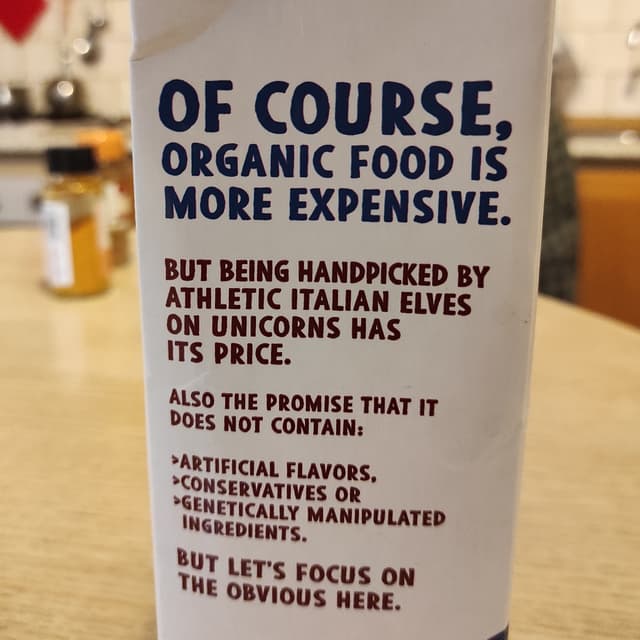 OF COURSE,
ORGANIC FOOD IS
MORE EXPENSIVE.
BUT BEING HANDPICKED BY
ATHLETIC ITALIAN ELVES
ON UNICORNS HAS
ITS PRICE.
ALSO THE PROMISE THAT IT
DOES NOT CONTAIN:
>ARTIFICIAL FLAVORS,
>CONSERVATIVES OR
>GENETICALLY MANIPULATED
INGREDIENTS.
BUT LET'S FOCUS ON
THE OBVIOUS HERE.